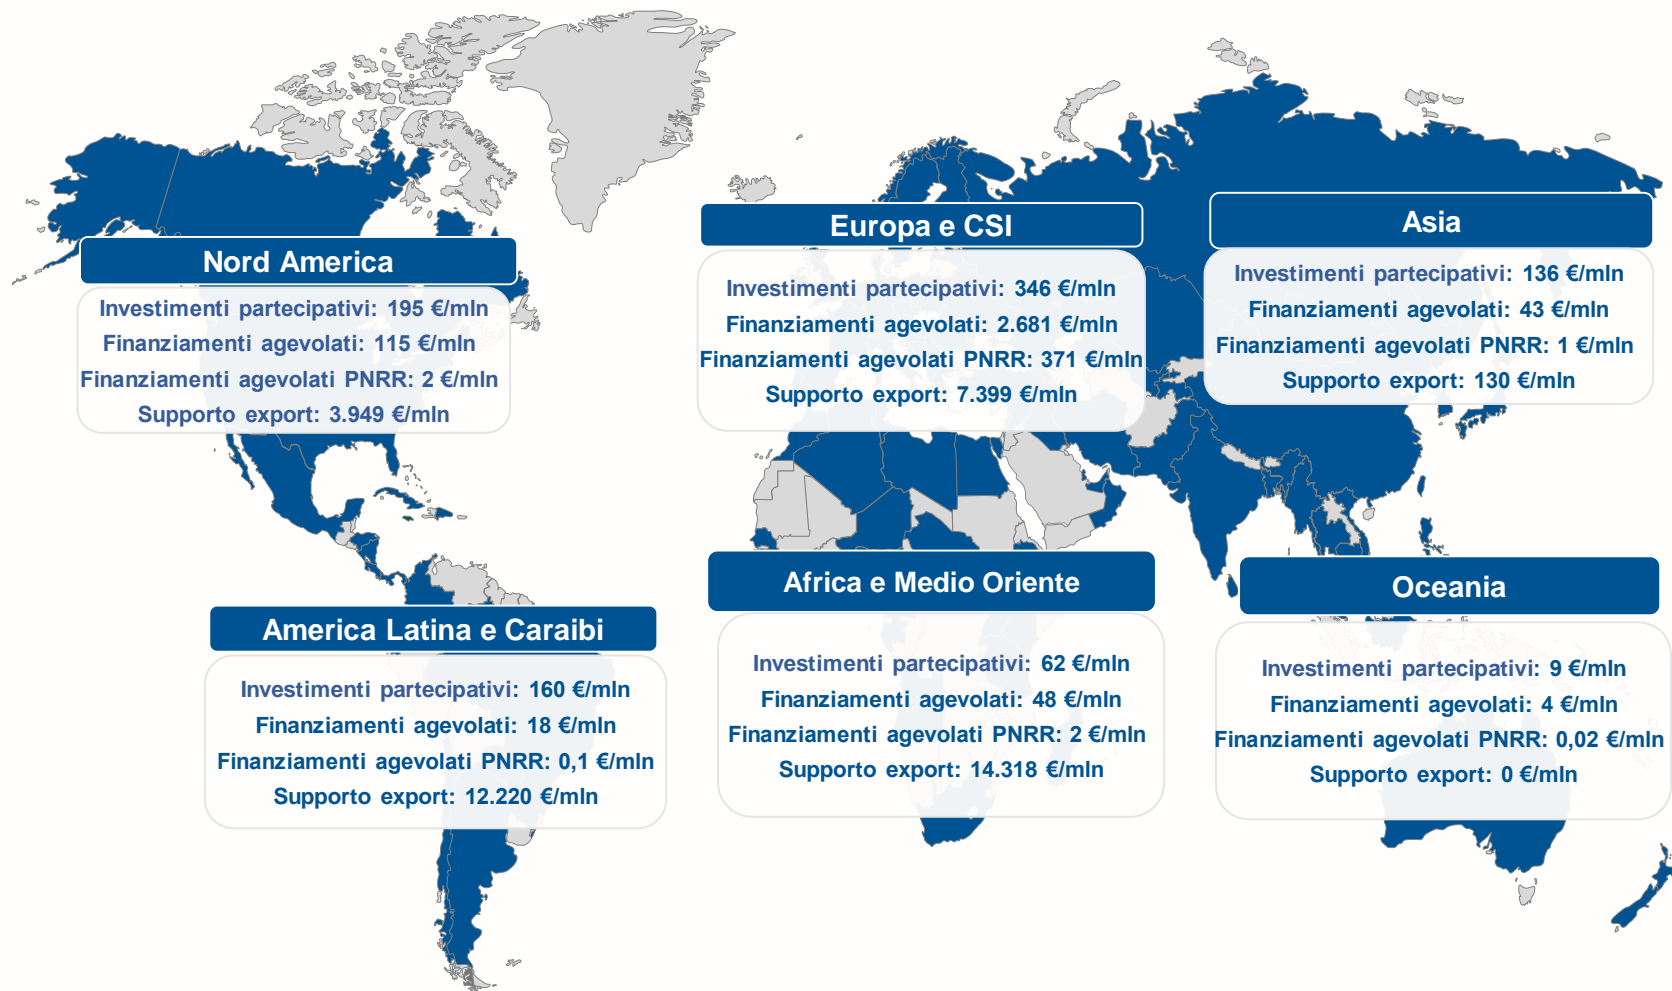 Nord America
Investimenti partecipativi: 195 €/mln
Finanziamenti agevolati: 115 €/mln
Finanziamenti agevolati PNRR: 2 €/mln
Supporto export: 3.949 €/mln
Europa e CSI
Investimenti partecipativi: 346 €/mln
Finanziamenti agevolati: 2.681 €/mln
Finanziamenti agevolati PNRR: 371 €/mln
Supporto export: 7.399 €/mln
Asia
Investimenti partecipativi: 136 €/mln
Finanziamenti agevolati: 43 €/mln
Finanziamenti agevolati PNRR: 1 €/mln
Supporto export: 130 €/mln
America Latina e Caraibi
Investimenti partecipativi: 160 €/mln
Finanziamenti agevolati: 18 €/mln
Finanziamenti agevolati PNRR: 0,1 €/mln
Supporto export: 12.220 €/mln
Africa e Medio Oriente
Investimenti partecipativi: 62 €/mln
Finanziamenti agevolati: 48 €/mln
Finanziamenti agevolati PNRR: 2 €/mln
Supporto export: 14.318 €/mln
Oceania
Investimenti partecipativi: 9 €/mln
Finanziamenti agevolati: 4 €/mln
Finanziamenti agevolati PNRR: 0,02 €/mln
Supporto export: 0 €/mln